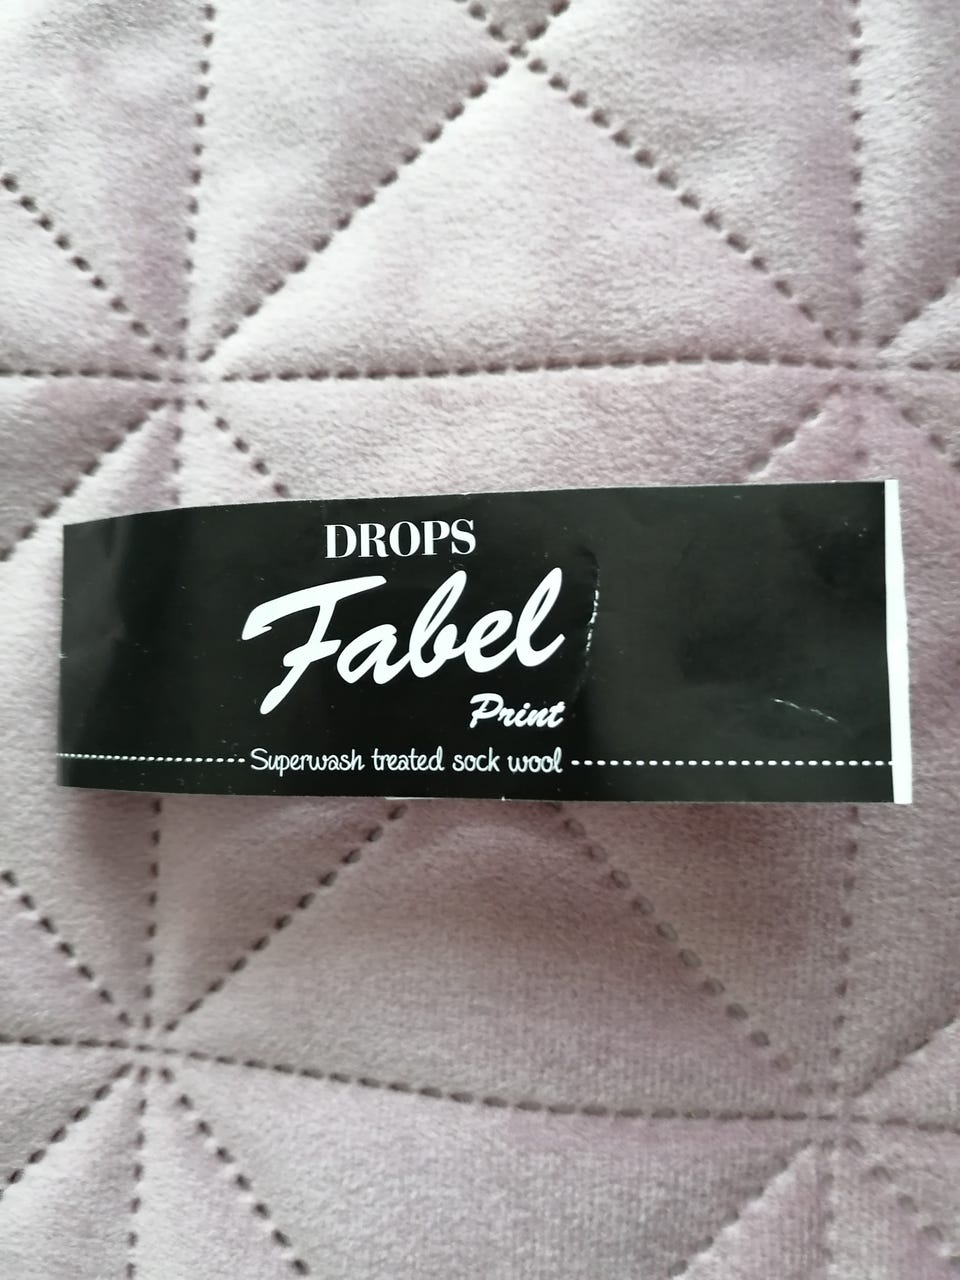 DROPS
Fabel
Print
Superwash treated sock wool